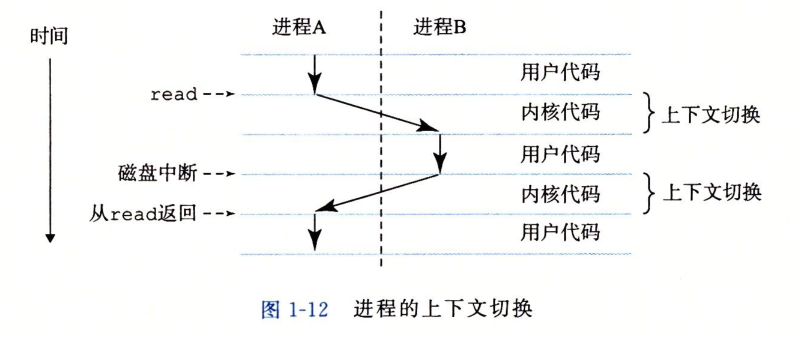 时间
进程A
进程B
用户代码
read
内核代码
上下文切换
用户代码
磁盘中断
内核代码
上下文切换
从read返回
用户代码
图 1-12 进程的上下文切换